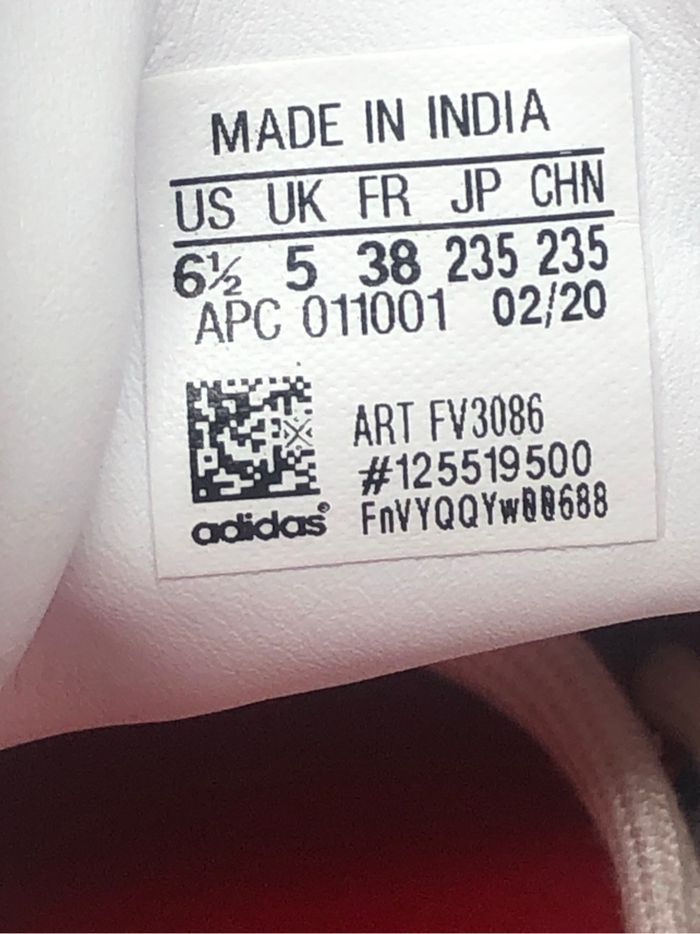 MADE IN INDIA
US UK FR JP CHN
6½ 5 38 235 235
APC 011001 02/20
ART FV3086
#125519500
FnVYQQYw00688
adidas®